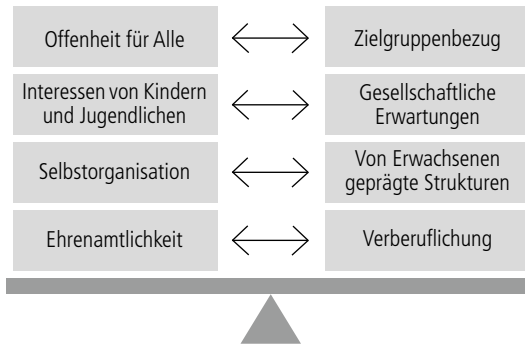 Offenheit für Alle
Zielgruppenbezug
Interessen von Kindern
und Jugendlichen
Gesellschaftliche
Erwartungen
Selbstorganisation
Von Erwachsenen
geprägte Strukturen
Ehrenamtlichkeit
Verberuflichung